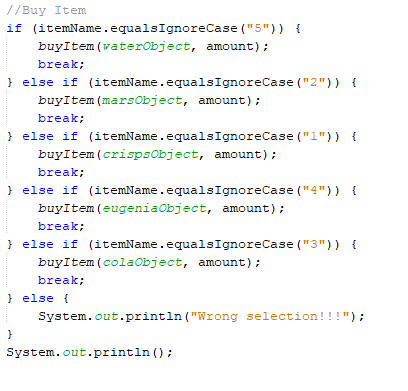 //Buy Item
if (itemName.equalsIgnoreCase("5")) {
    buyItem(waterObject, amount);
    break;
} else if (itemName.equalsIgnoreCase("2")) {
    buyItem(marsObject, amount);
    break;
} else if (itemName.equalsIgnoreCase("1")) {
    buyItem(crispsObject, amount);
    break;
} else if (itemName.equalsIgnoreCase("4")) {
    buyItem(eugeniaObject, amount);
    break;
} else if (itemName.equalsIgnoreCase("3")) {
    buyItem(colaObject, amount);
    break;
} else {
    System.out.println("Wrong selection!!!");
}
System.out.println();